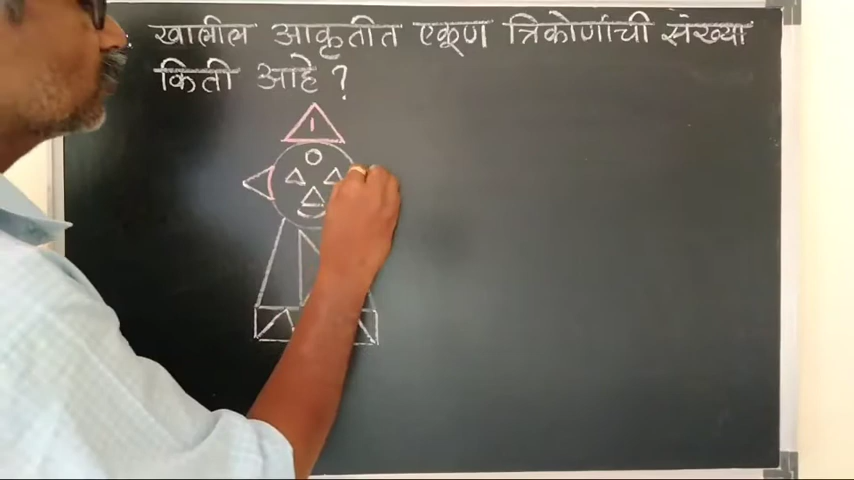 खालील आकृतीत एकूण त्रिकोणांची संख्या
किती आहे ?
1